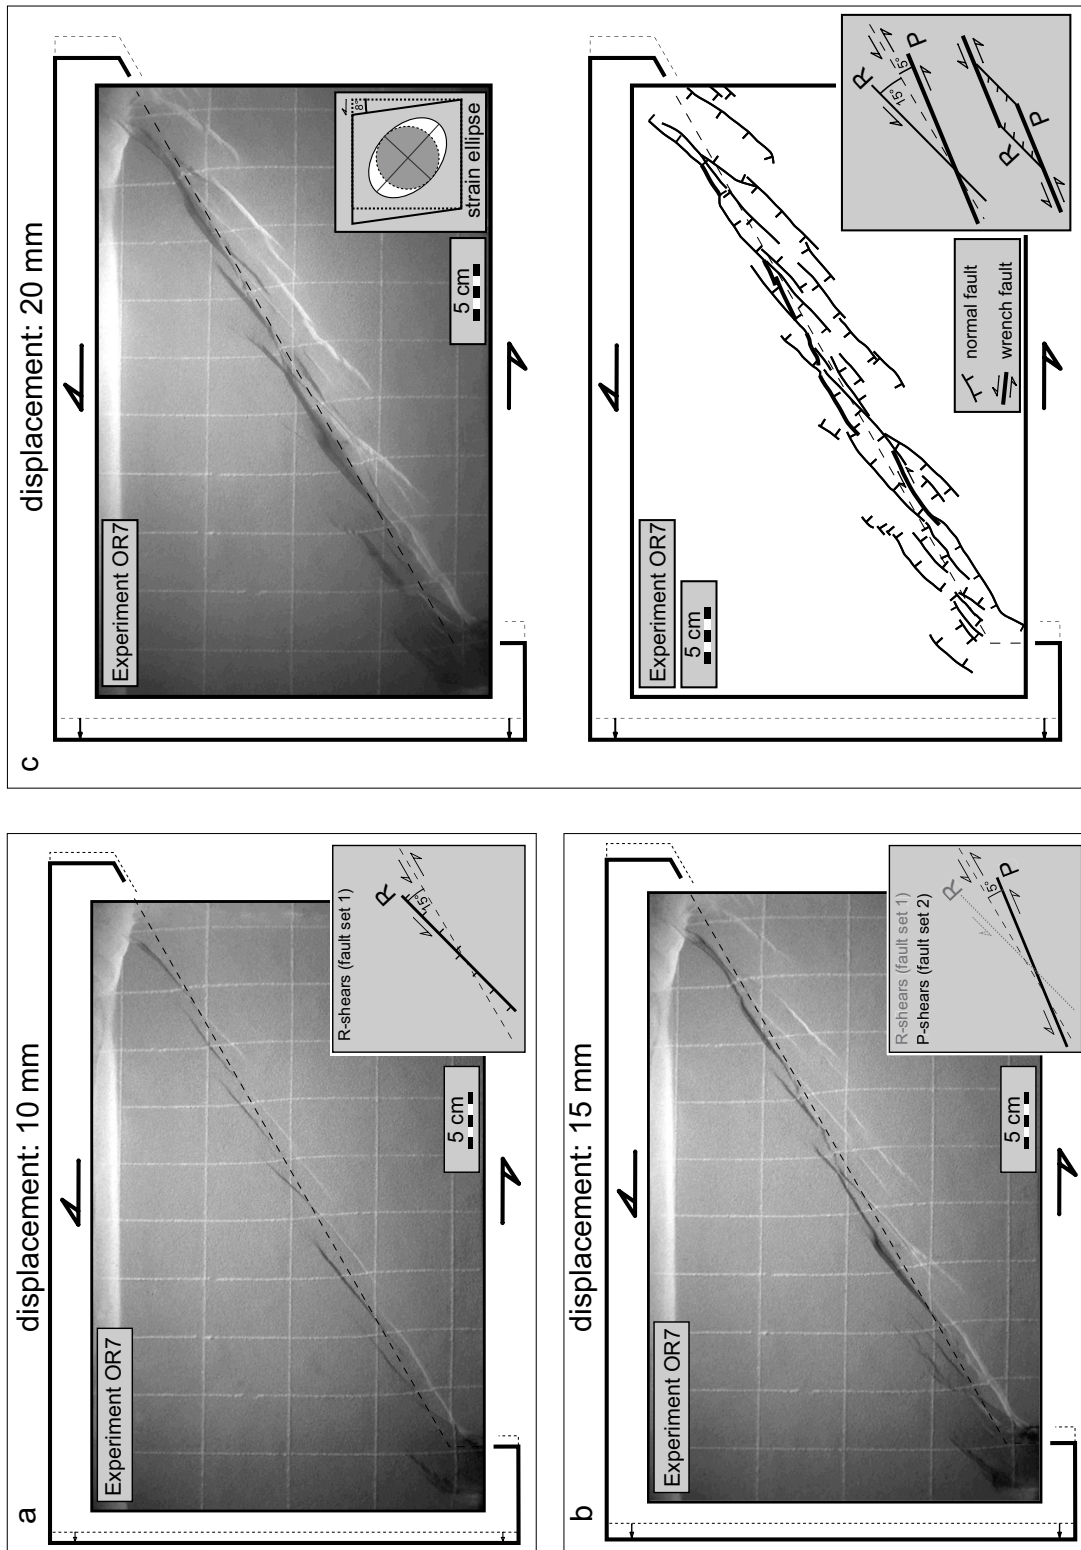 a
displacement: 10 mm
Experiment OR7
5 cm
R-shears (fault set 1)
R
15°
b
displacement: 15 mm
Experiment OR7
5 cm
R-shears (fault set 1)
P-shears (fault set 2)
R
P
15°
c
displacement: 20 mm
Experiment OR7
5 cm
8°
strain ellipse
Experiment OR7
5 cm
normal fault
wrench fault
R
15°
15°
P
R
P